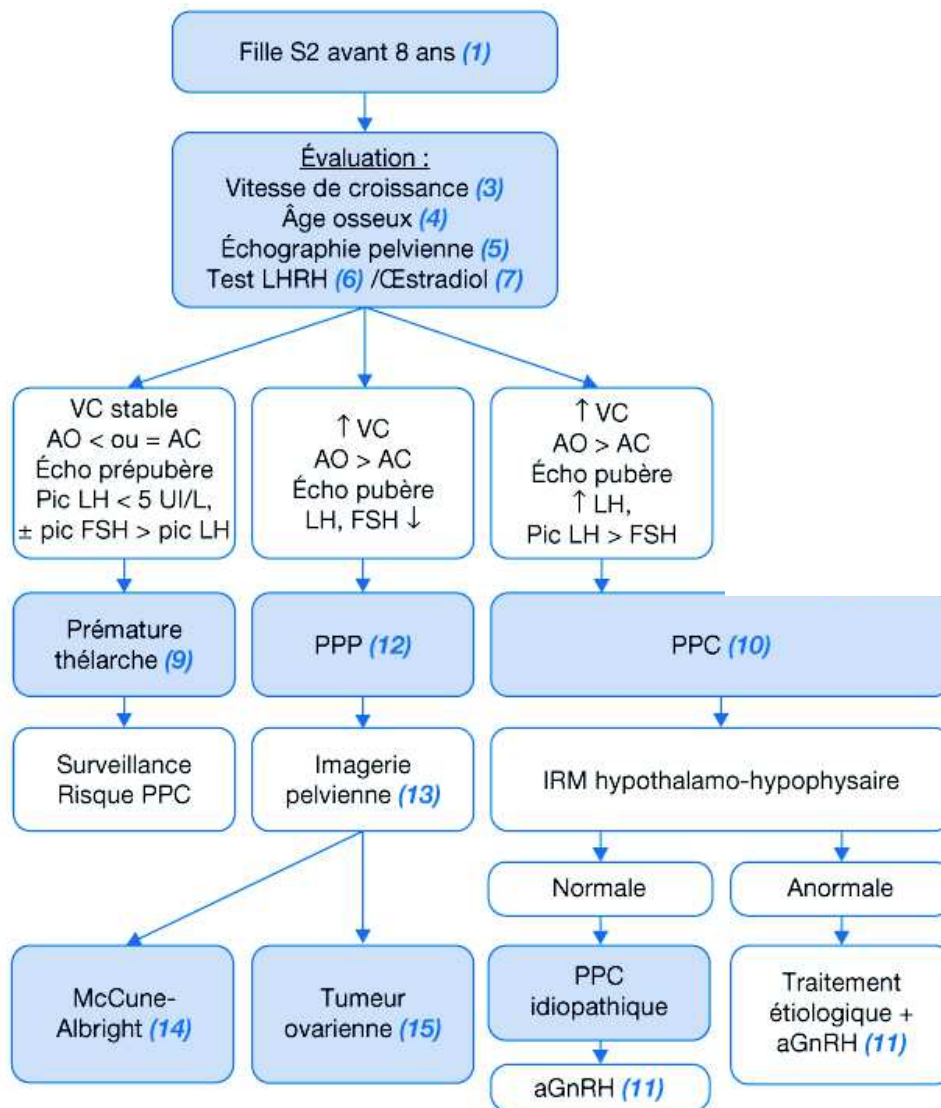 Fille S2 avant 8 ans (1)
Évaluation :
Vitesse de croissance (3)
Âge osseux (4)
Échographie pelvienne (5)
Test LHRH (6) /Œstradiol (7)
VC stable
AO < ou = AC
Écho prépubère
Pic LH < 5 UI/L,
± pic FSH > pic LH
↑ VC
AO > AC
Écho pubère
LH, FSH ↓
↑ VC
AO > AC
Écho pubère
↑ LH,
Pic LH > FSH
Prémature
thélarche (9)
PPP (12)
PPC (10)
Surveillance
Risque PPC
Imagerie
pelvienne (13)
IRM hypothalamo-hypophysaire
Normale
Anormale
McCune-
Albright (14)
Tumeur
ovarienne (15)
PPC
idiopathique
Traitement
étiologique +
aGnRH (11)
aGnRH (11)